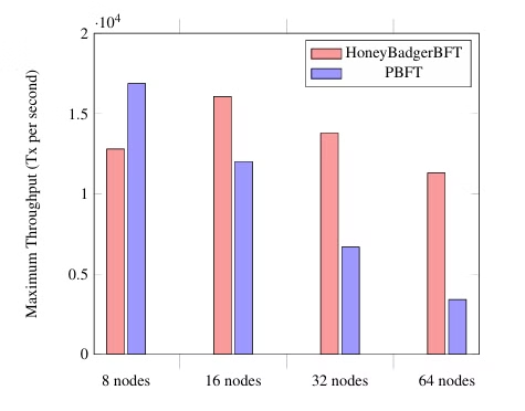 ·10⁴
2
1.5
1
0.5
0
Maximum Throughput (Tx per second)
HoneyBadgerBFT
PBFT
8 nodes 16 nodes 32 nodes 64 nodes